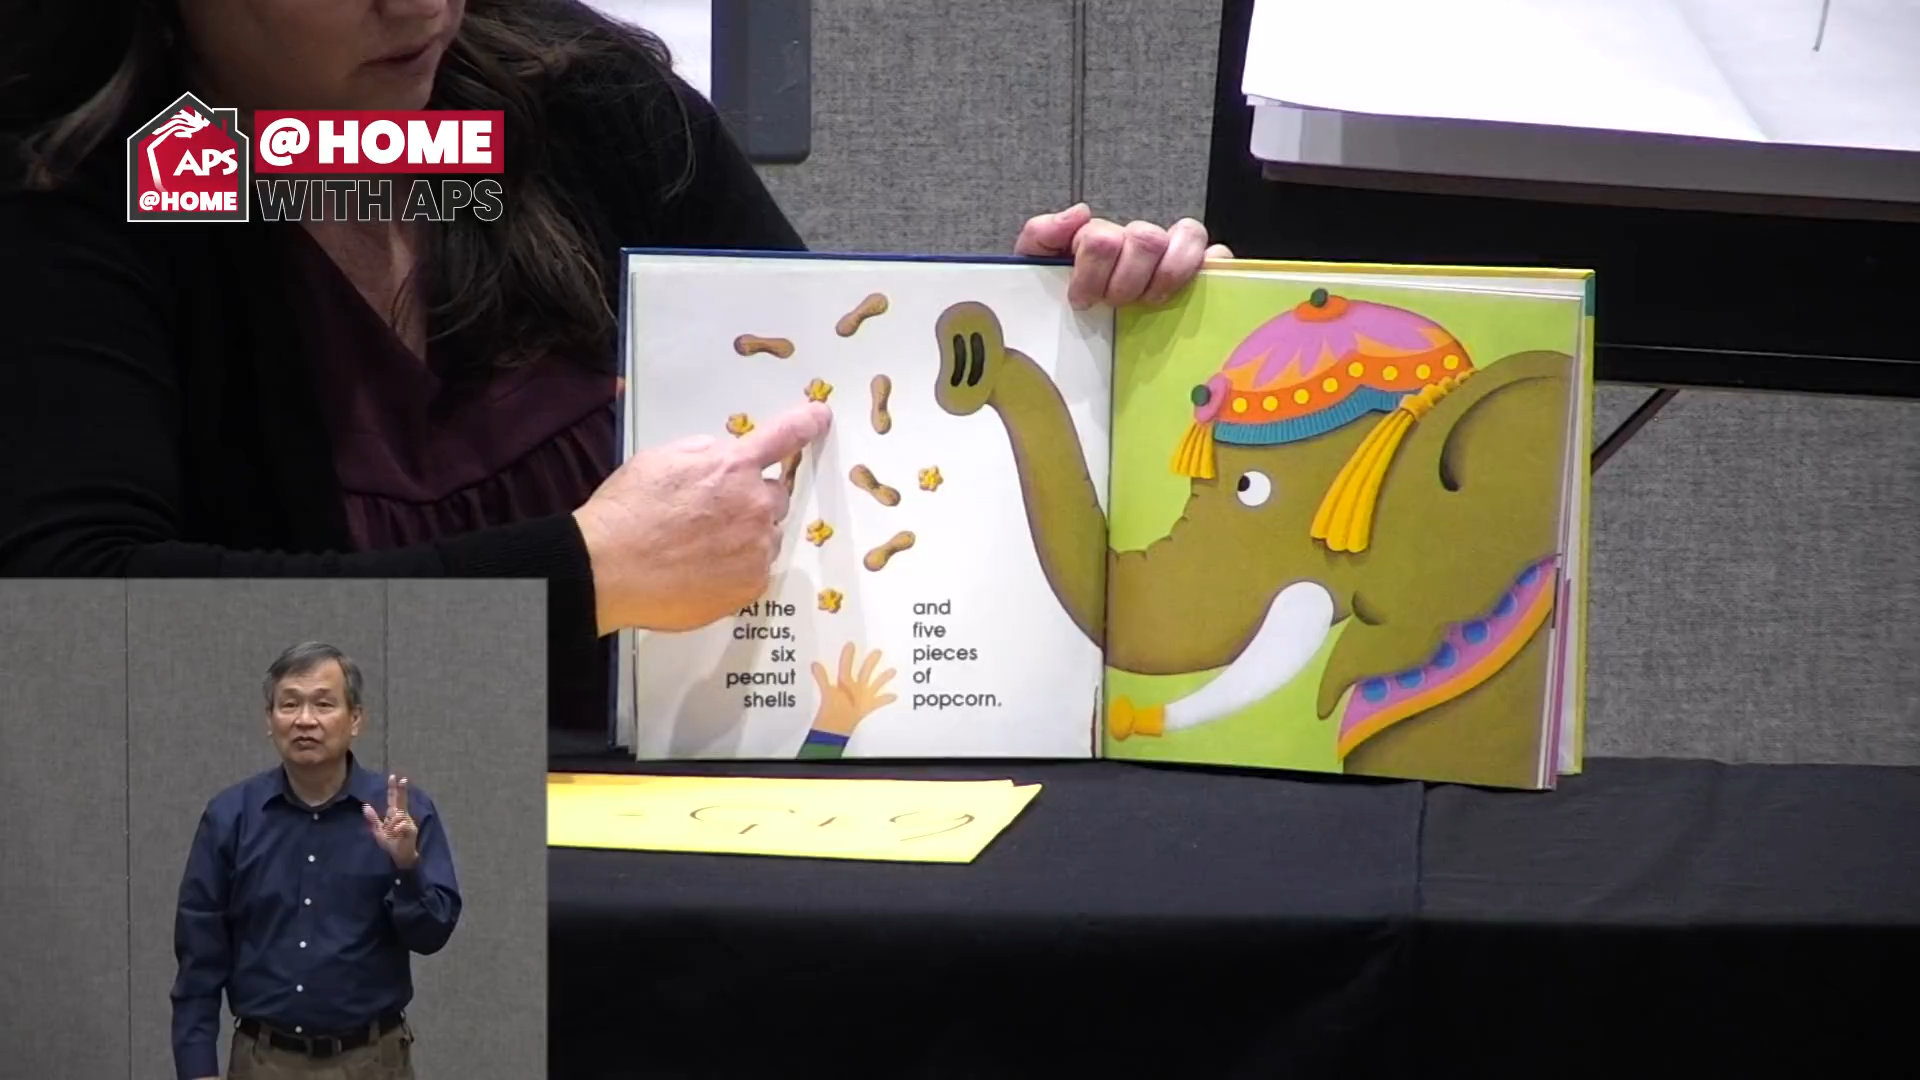 APS
@HOME
@HOME
WITH APS
At the
circus,
six
peanut
shells
and
five
pieces
of
popcorn.